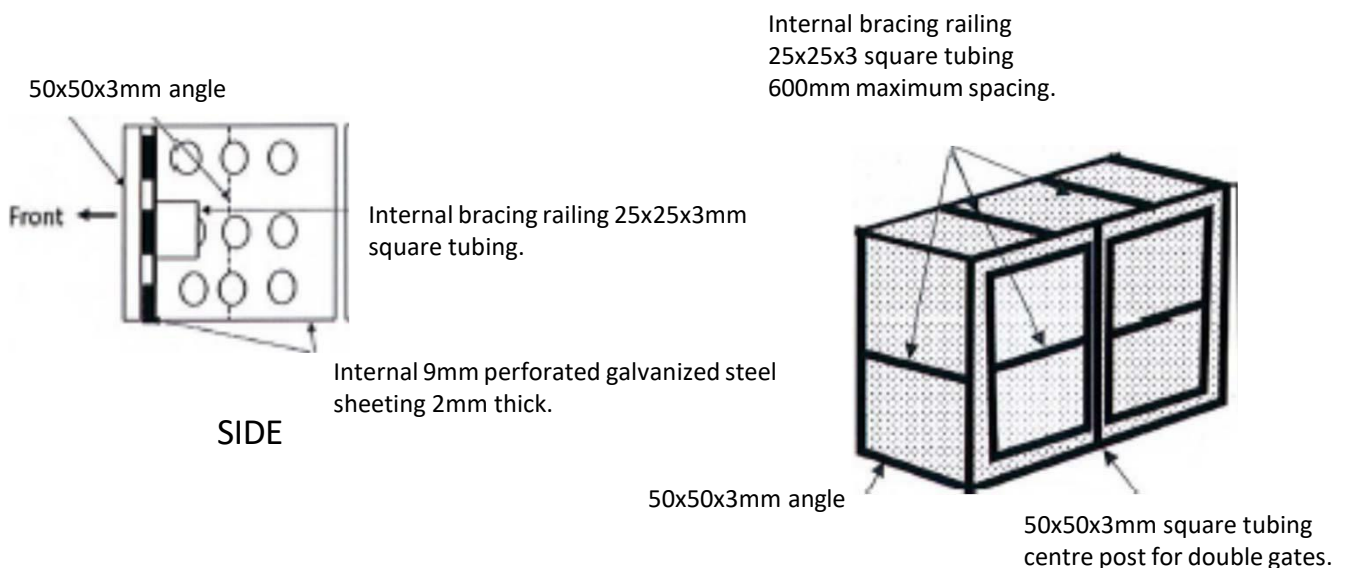 Internal bracing railing
25x25x3 square tubing
600mm maximum spacing.
50x50x3mm angle
Front
Internal bracing railing 25x25x3mm
square tubing.
Internal 9mm perforated galvanized steel
sheeting 2mm thick.
SIDE
50x50x3mm angle
50x50x3mm square tubing
centre post for double gates.